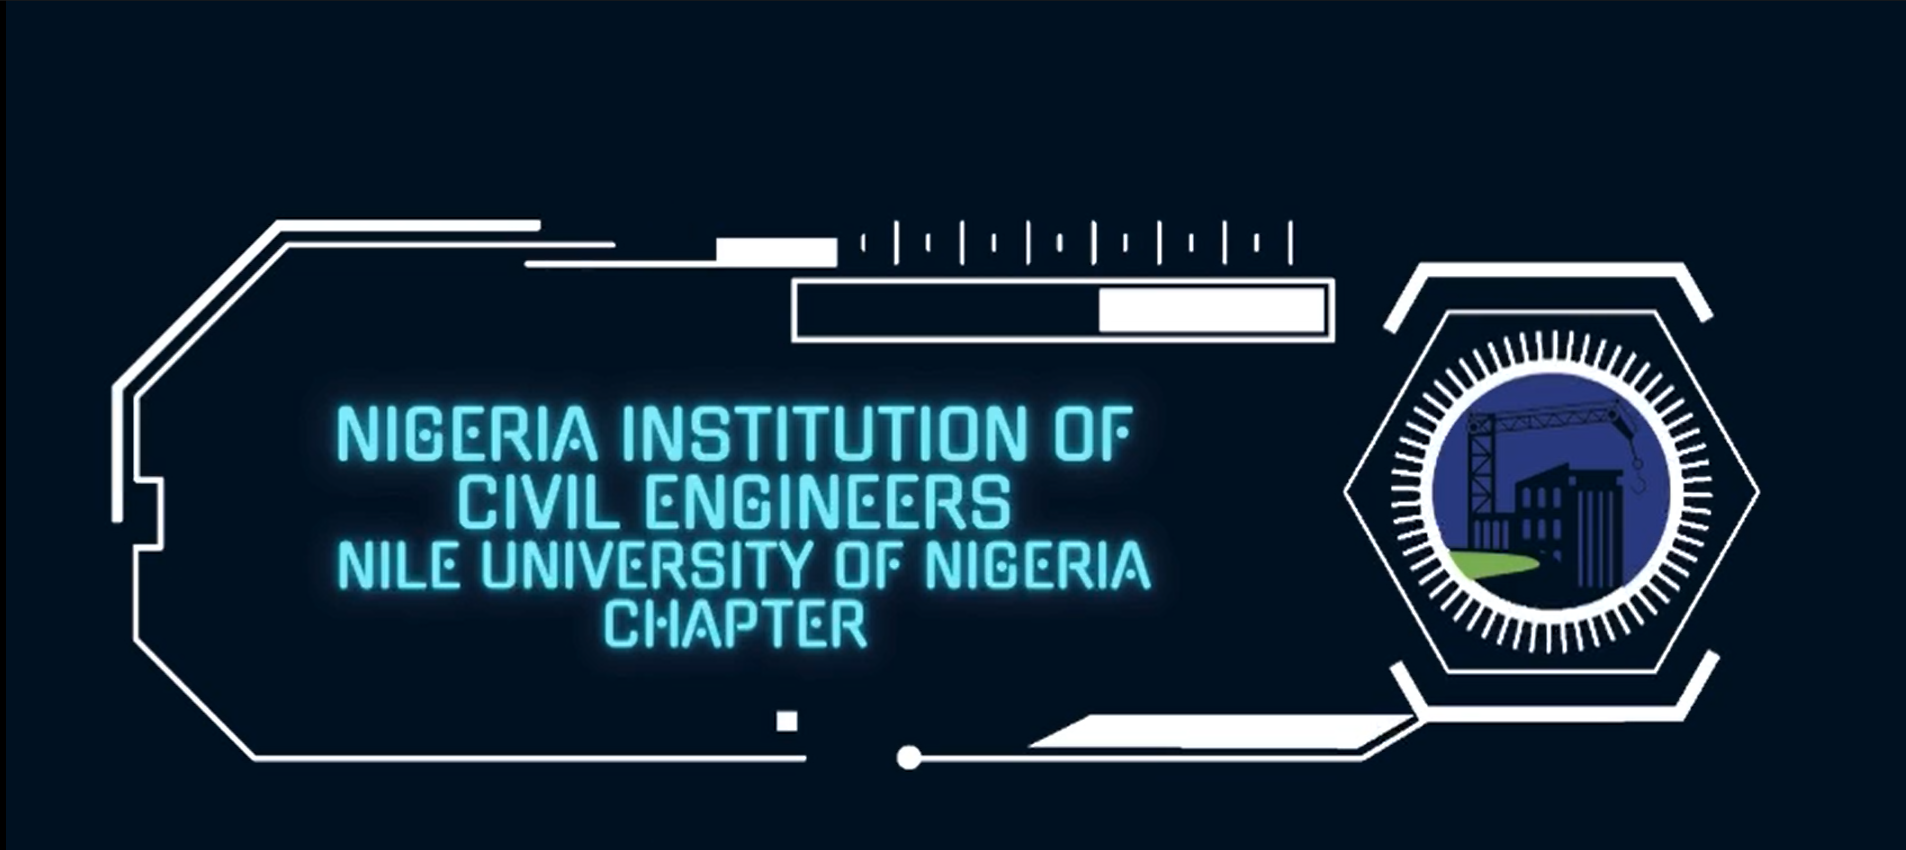 NIGERIA INSTITUTION OF
CIVIL ENGINEERS
NILE UNIVERSITY OF NIGERIA
CHAPTER